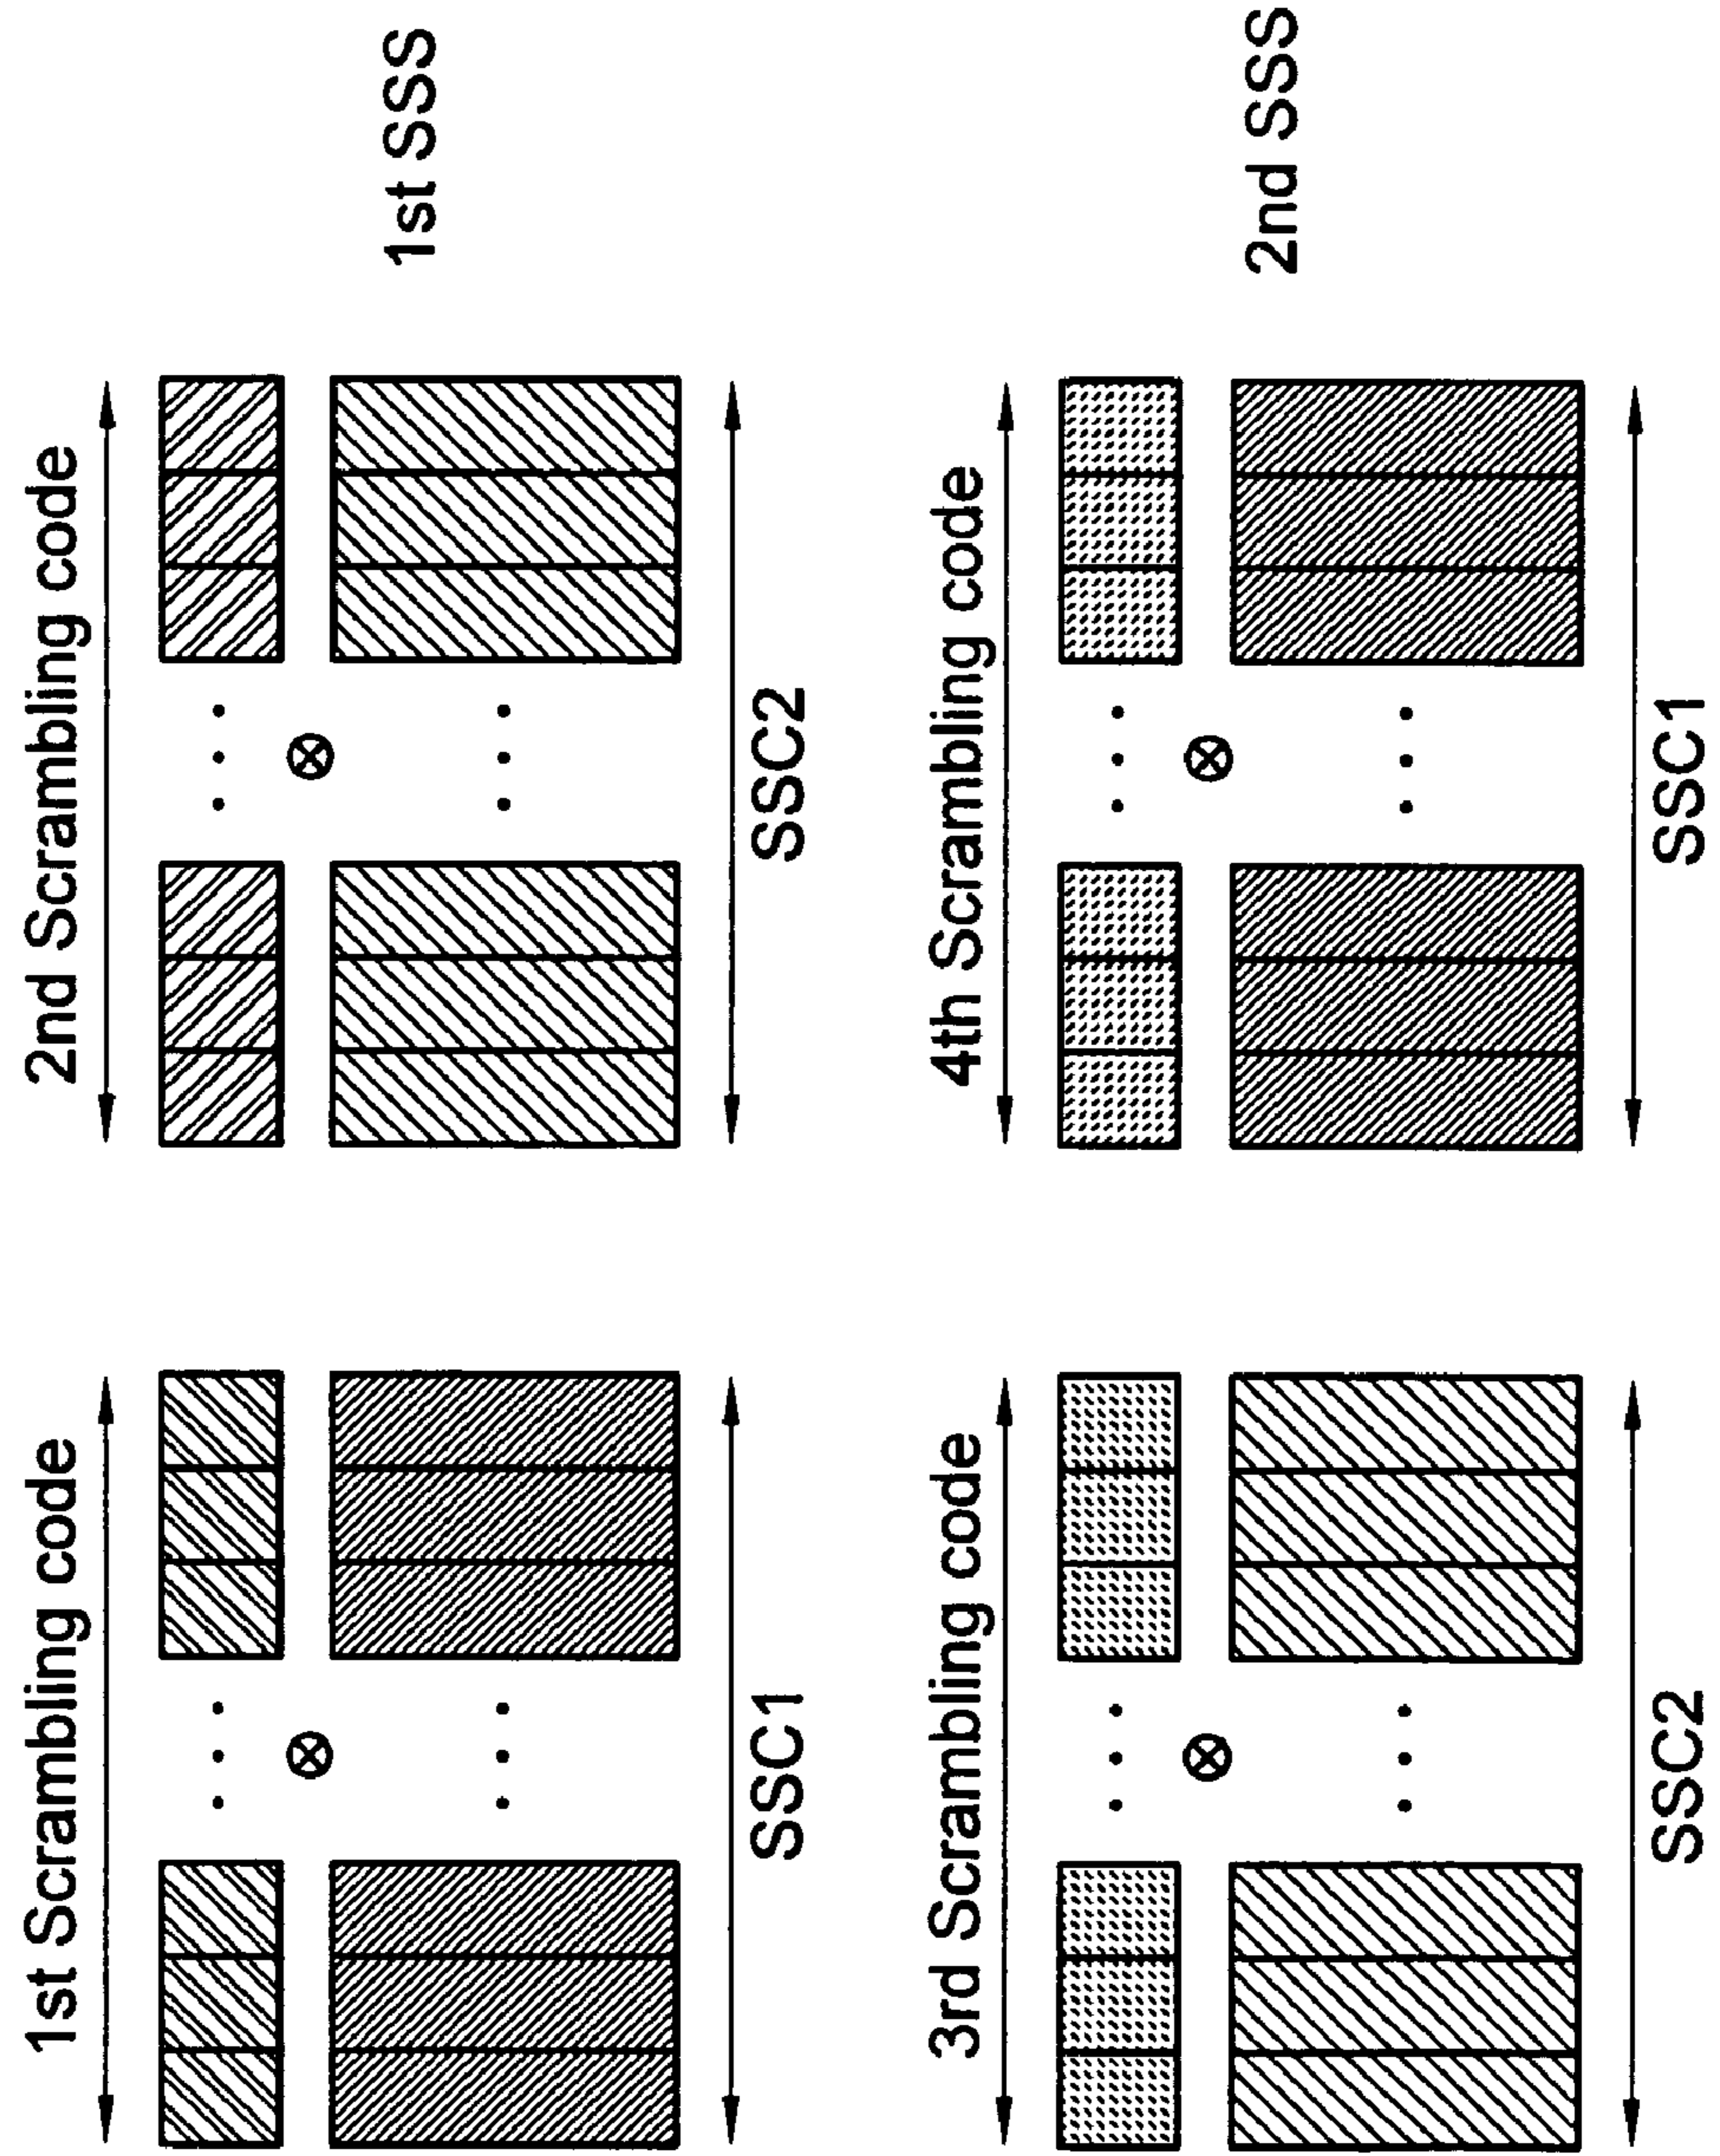 1st Scrambling code
2nd Scrambling code
SSC1
SSC2
1st SSS
3rd Scrambling code
4th Scrambling code
SSC2
SSC1
2nd SSS